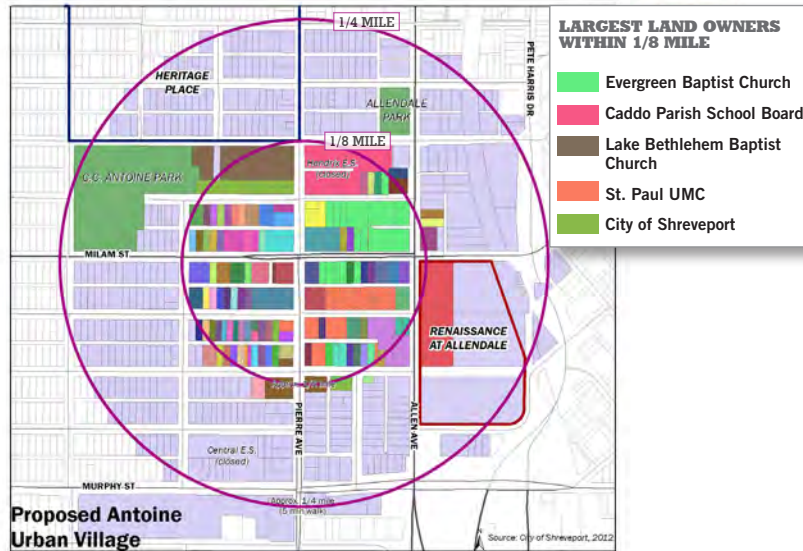 1/4 MILE
LARGEST LAND OWNERS
WITHIN 1/8 MILE
Evergreen Baptist Church
Caddo Parish School Board
Lake Bethlehem Baptist
Church
St. Paul UMC
City of Shreveport
PETE HARRIS DR
HERITAGE
PLACE
ALLENDALE
PARK
1/8 MILE
Hendrix E.S.
(closed)
C.C. ANTOINE PARK
MILAM ST
RENAISSANCE
AT ALLENDALE
PIERRE AVE
ALLEN AVE
Central E.S.
(closed)
MURPHY ST
Approx. 1/4 mile
(5 min walk)
Proposed Antoine
Urban Village
Source: City of Shreveport, 2012